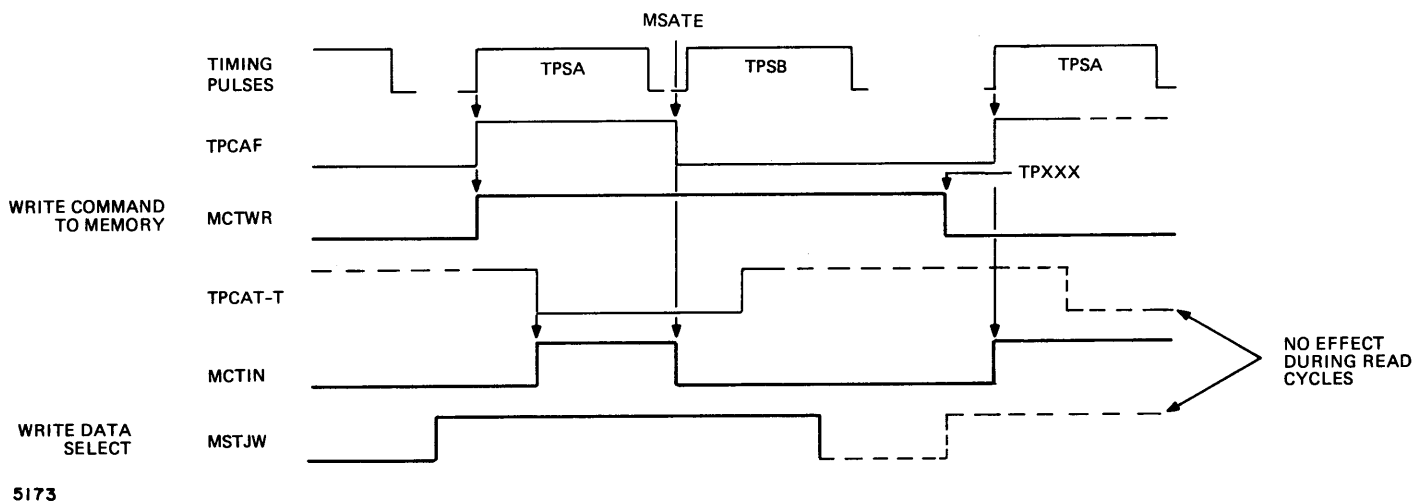 MSATE
TIMING
PULSES
TPSA
TPSB
TPSA
TPCAF
TPXXX
WRITE COMMAND
TO MEMORY
MCTWR
TPCAT-T
MCTIN
NO EFFECT
DURING READ
CYCLES
WRITE DATA
SELECT
MSTJW
5173